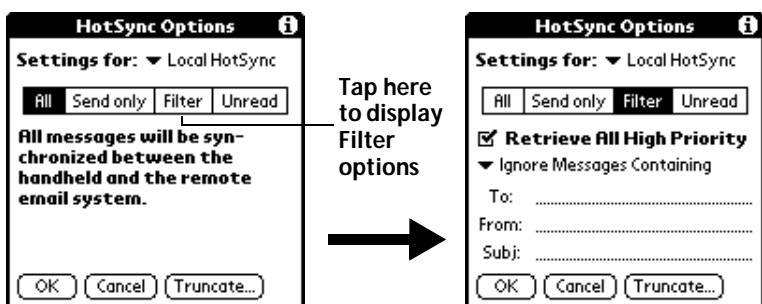 HotSync Options
Settings for: Local HotSync
All Send only Filter Unread
All messages will be syn-
chronized between the
handheld and the remote
email system.
OK Cancel Truncate...
Tap here
to display
Filter
options
HotSync Options
Settings for: Local HotSync
All Send only Filter Unread
Retrieve All High Priority
Ignore Messages Containing
To:
From:
Subj:
OK Cancel Truncate...